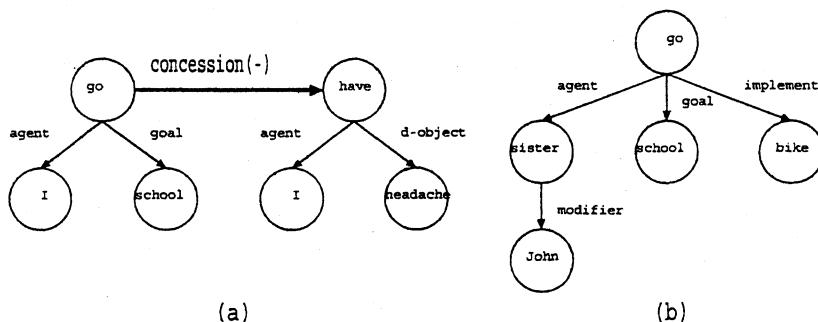 concession(-)
go
have
agent
goal
agent
d-object
I
school
I
headache
(a)
go
agent
goal
implement
sister
school
bike
modifier
John
(b)